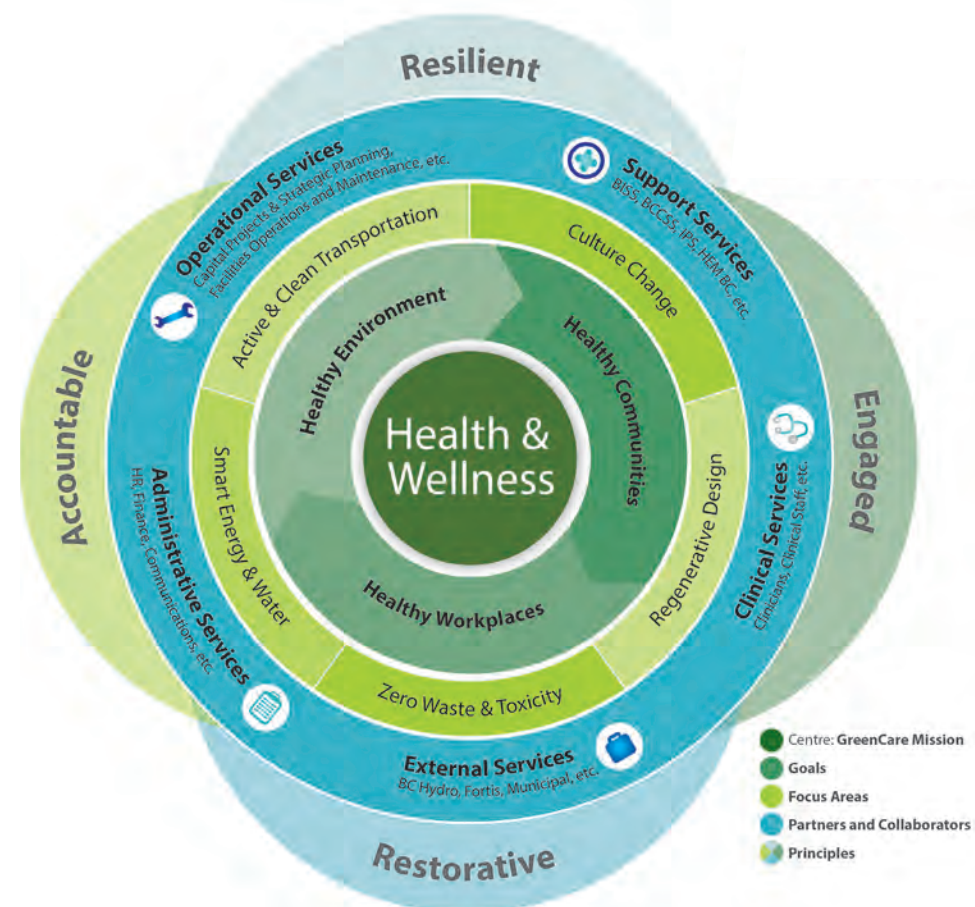 Resilient
Operational Services
Capital Projects & Strategic Planning,
Facilities Operations and Maintenance, etc.
Support Services
BISS, BCCSS, IPS, HEM BC, etc.
Active & Clean Transportation
Culture Change
Healthy Environment
Healthy Communities
Accountable
Health &
Wellness
Engaged
Smart Energy & Water
Regenerative Design
Clinical Services
Clinicians, Clinical Staff, etc.
Administrative Services
HR, Finance, Communications, etc.
Healthy Workplaces
Zero Waste & Toxicity
External Services
BC Hydro, Fortis, Municipal, etc.
Restorative
Centre: GreenCare Mission
Goals
Focus Areas
Partners and Collaborators
Principles